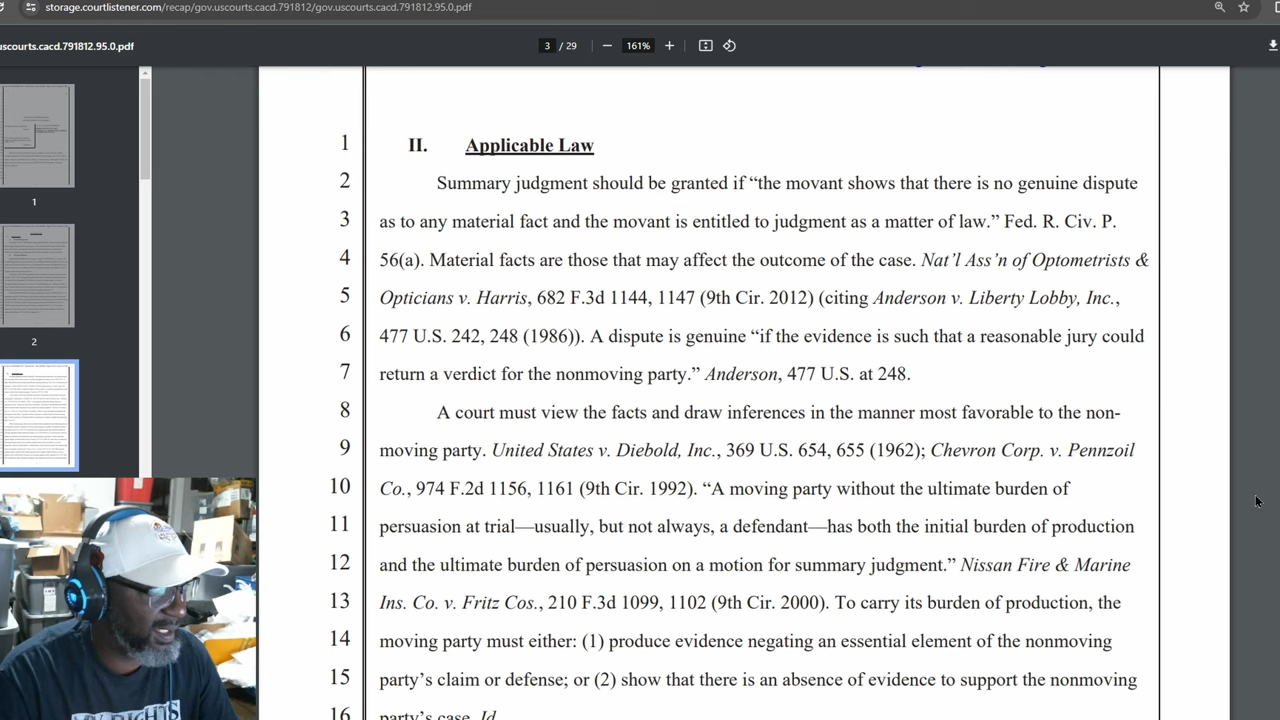 storage.courtlistener.com/recap/gov.uscourts.cacd.791812/gov.uscourts.cacd.791812.95.0.pdf
uscourts.cacd.791812.95.0.pdf
3 / 29
161%
1 II. Applicable Law
2 Summary judgment should be granted if “the movant shows that there is no genuine dispute
3 as to any material fact and the movant is entitled to judgment as a matter of law.” Fed. R. Civ. P.
4 56(a). Material facts are those that may affect the outcome of the case. Nat’l Ass’n of Optometrists &
5 Opticians v. Harris, 682 F.3d 1144, 1147 (9th Cir. 2012) (citing Anderson v. Liberty Lobby, Inc.,
6 477 U.S. 242, 248 (1986)). A dispute is genuine “if the evidence is such that a reasonable jury could
7 return a verdict for the nonmoving party.” Anderson, 477 U.S. at 248.
8 A court must view the facts and draw inferences in the manner most favorable to the non-
9 moving party. United States v. Diebold, Inc., 369 U.S. 654, 655 (1962); Chevron Corp. v. Pennzoil
10 Co., 974 F.2d 1156, 1161 (9th Cir. 1992). “A moving party without the ultimate burden of
11 persuasion at trial—usually, but not always, a defendant—has both the initial burden of production
12 and the ultimate burden of persuasion on a motion for summary judgment.” Nissan Fire & Marine
13 Ins. Co. v. Fritz Cos., 210 F.3d 1099, 1102 (9th Cir. 2000). To carry its burden of production, the
14 moving party must either: (1) produce evidence negating an essential element of the nonmoving
15 party’s claim or defense; or (2) show that there is an absence of evidence to support the nonmoving
16 party’s case. Id.
1
2